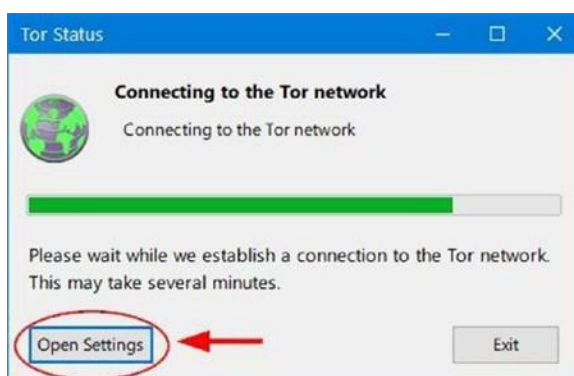 Tor Status
Connecting to the Tor network
Connecting to the Tor network
Please wait while we establish a connection to the Tor network.
This may take several minutes.
Open Settings
Exit